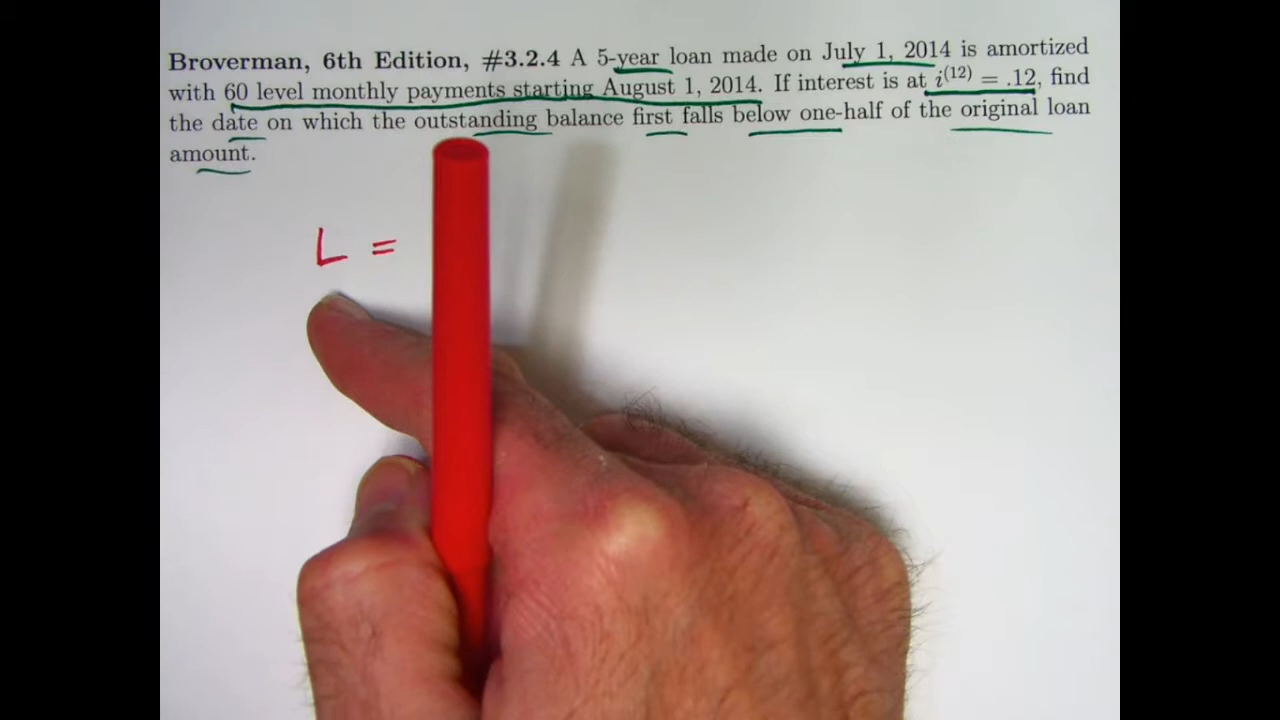 Broverman, 6th Edition, #3.2.4 A 5-year loan made on July 1, 2014 is amortized
with 60 level monthly payments starting August 1, 2014. If interest is at i⁽¹²⁾ = .12, find
the date on which the outstanding balance first falls below one-half of the original loan
amount.
L =